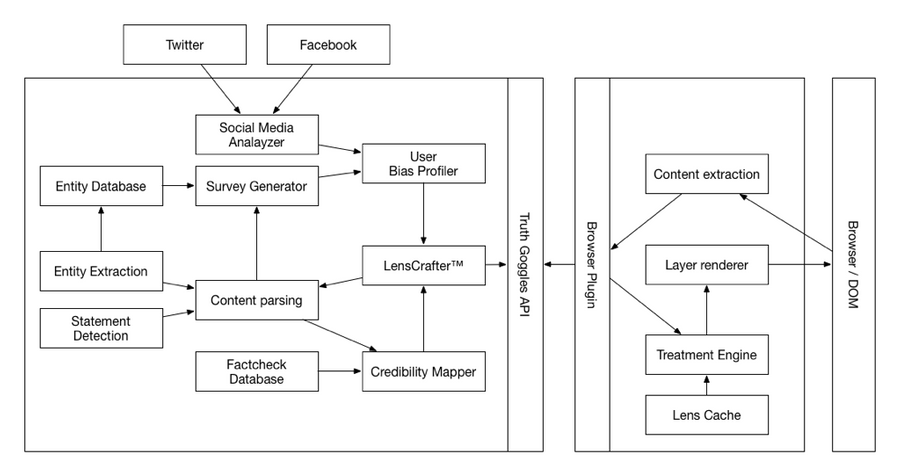 Twitter
Facebook
Social Media
Analayzer
User
Bias Profiler
Entity Database
Survey Generator
Entity Extraction
Content parsing
LensCrafter™
Statement
Detection
Factcheck
Database
Credibility Mapper
Truth Goggles API
Browser Plugin
Content extraction
Layer renderer
Treatment Engine
Lens Cache
Browser / DOM